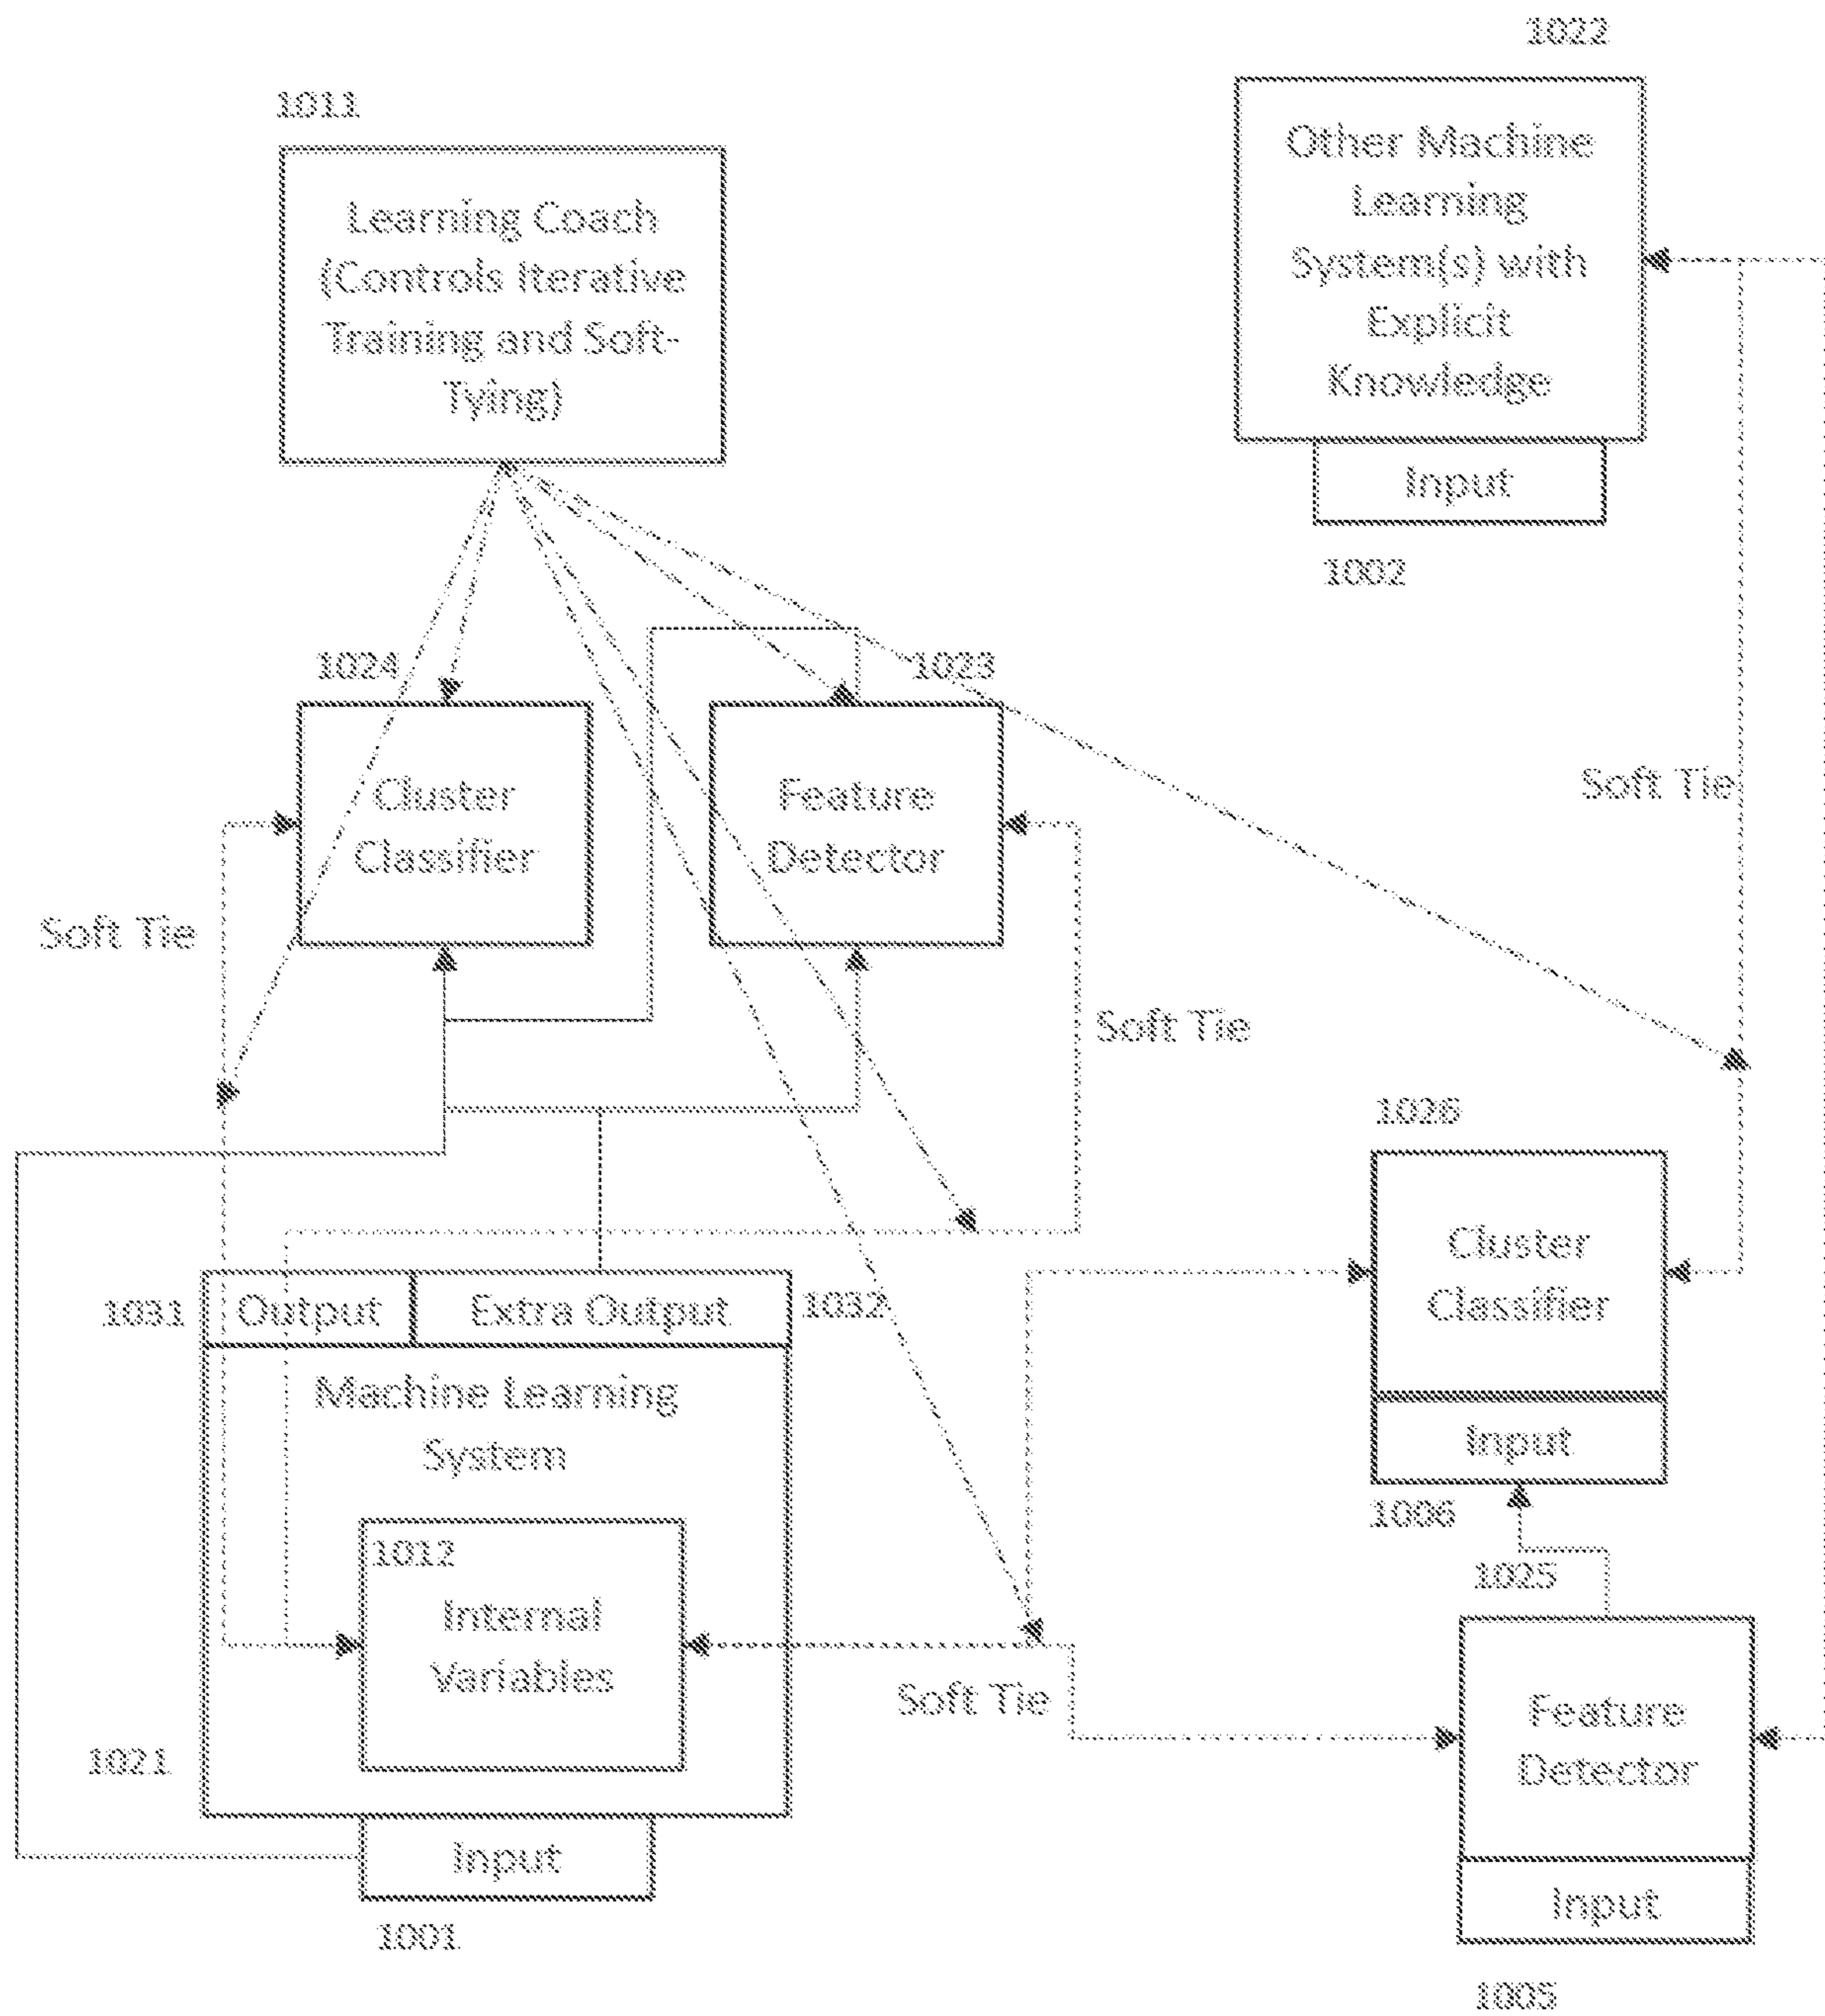 1022
1011
Other Machine
Learning
System(s) with
Explicit
Knowledge
Input
1002
Learning Coach
(Controls Iterative
Training and Soft-
Tying)
1024
1023
Cluster
Classifier
Feature
Detector
Soft Tie
Soft Tie
Soft Tie
1026
Cluster
Classifier
Input
1006
1031
Output
Extra Output
1032
Machine Learning
System
1012
Internal
Variables
1021
Input
1001
Soft Tie
1025
Feature
Detector
Input
1005